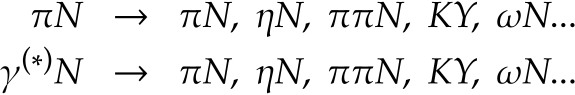 πN → πN, ηN, ππN, KY, ωN...
γ^(*)N → πN, ηN, ππN, KY, ωN...